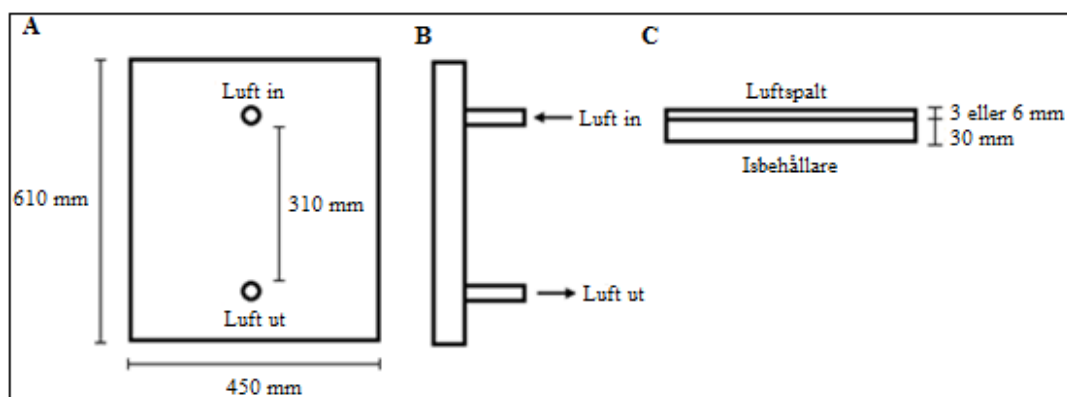 A
Luft in
610 mm
310 mm
Luft ut
450 mm
B
Luft in
Luft ut
C
Luftspalt
3 eller 6 mm
30 mm
Isbehållare